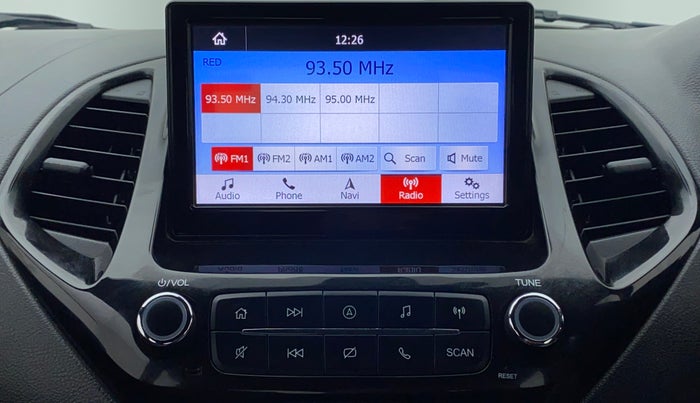 12:26
RED
93.50 MHz
93.50 MHz 94.30 MHz 95.00 MHz
FM1 FM2 AM1 AM2 Scan Mute
Audio Phone Navi Radio Settings
/VOL TUNE
SCAN
RESET